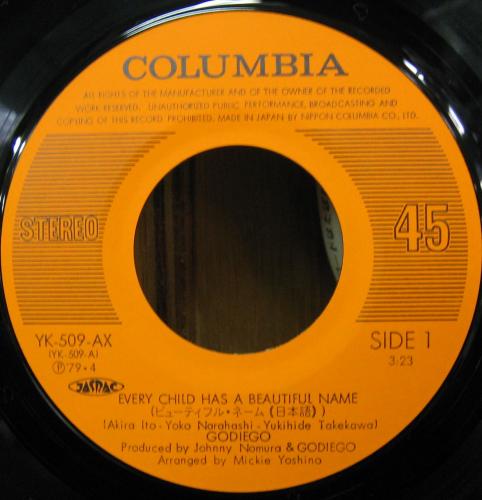 COLUMBIA
ALL RIGHTS OF THE MANUFACTURER AND OF THE OWNER OF THE RECORDED
WORK RESERVED. UNAUTHORIZED PUBLIC PERFORMANCE, BROADCASTING AND
COPYING OF THIS RECORD PROHIBITED. MADE IN JAPAN BY NIPPON COLUMBIA CO., LTD.
STEREO
45
YK-509-AX
(YK-509-A)
Ⓟ'79・4
JASRAC
SIDE 1
3:23
EVERY CHILD HAS A BEAUTIFUL NAME
(ビューティフル・ネーム《日本語》)
(Akira Ito - Yoko Narahashi - Yukihide Takekawa)
GODIEGO
Produced by Johnny Nomura & GODIEGO
Arranged by Mickie Yoshino